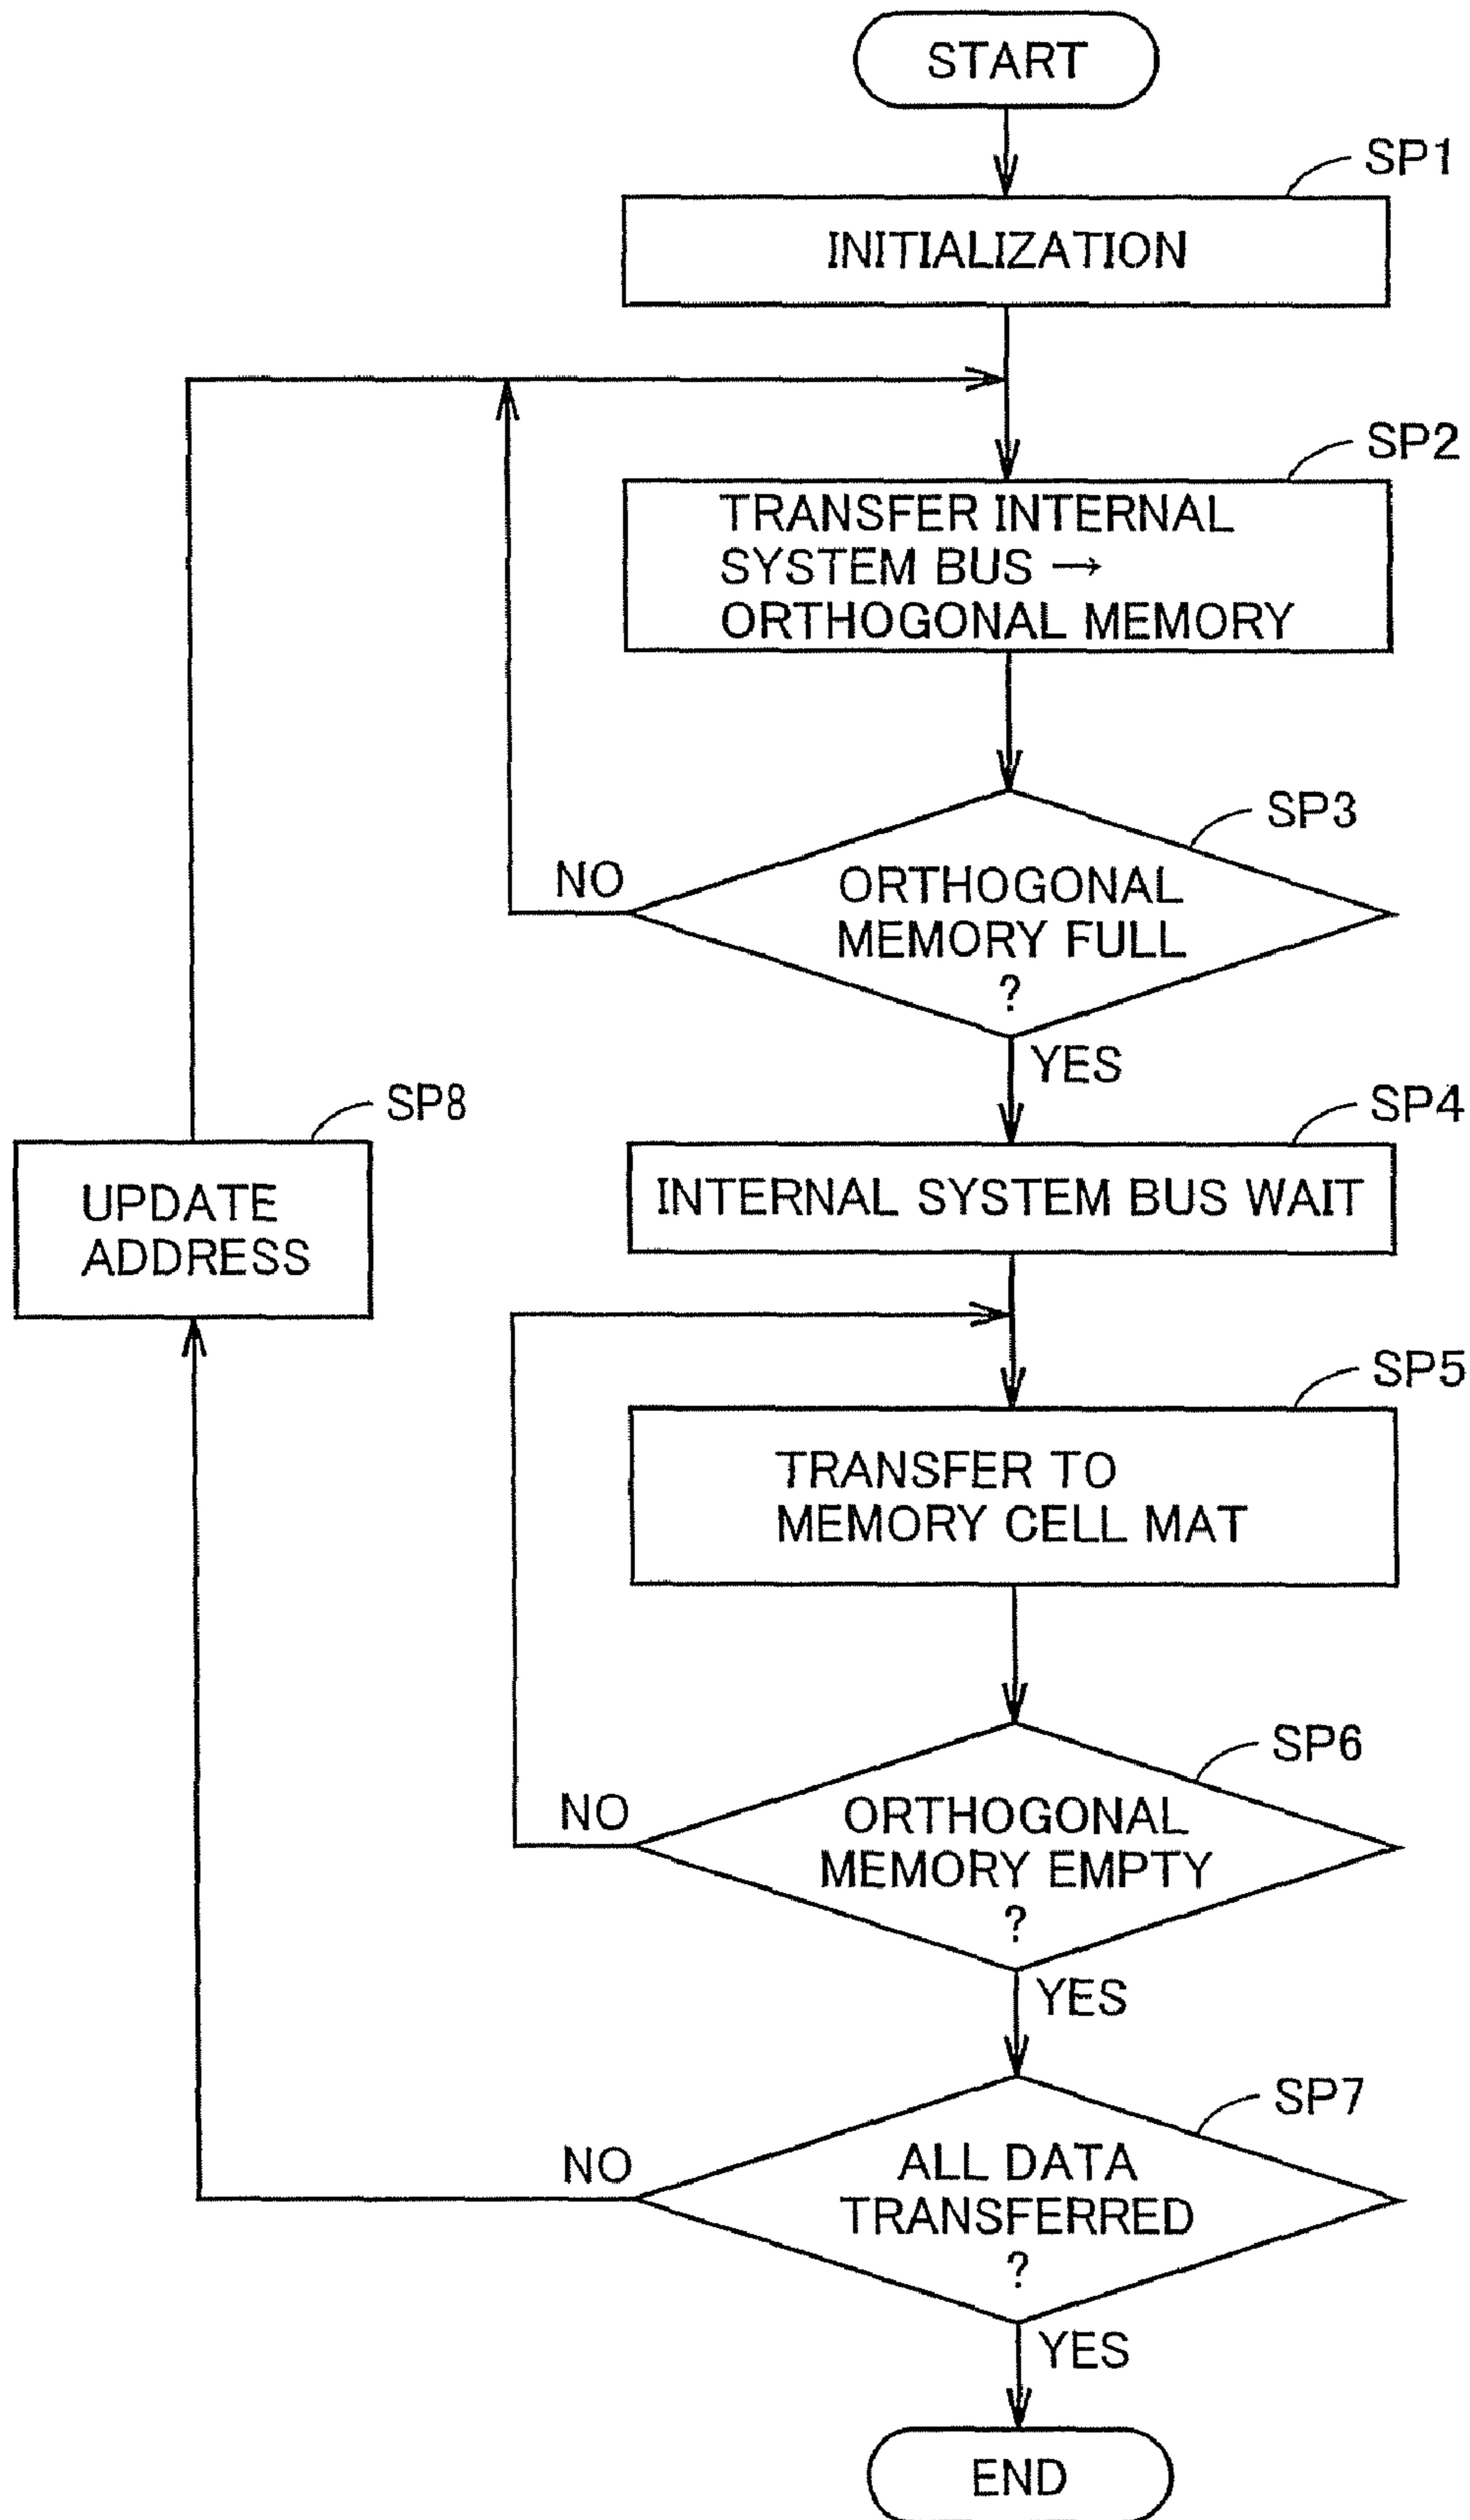 START
SP1
INITIALIZATION
SP2
TRANSFER INTERNAL
SYSTEM BUS →
ORTHOGONAL MEMORY
SP3
NO
ORTHOGONAL
MEMORY FULL
?
YES
SP8
UPDATE
ADDRESS
SP4
INTERNAL SYSTEM BUS WAIT
SP5
TRANSFER TO
MEMORY CELL MAT
SP6
NO
ORTHOGONAL
MEMORY EMPTY
?
YES
SP7
NO
ALL DATA
TRANSFERRED
?
YES
END